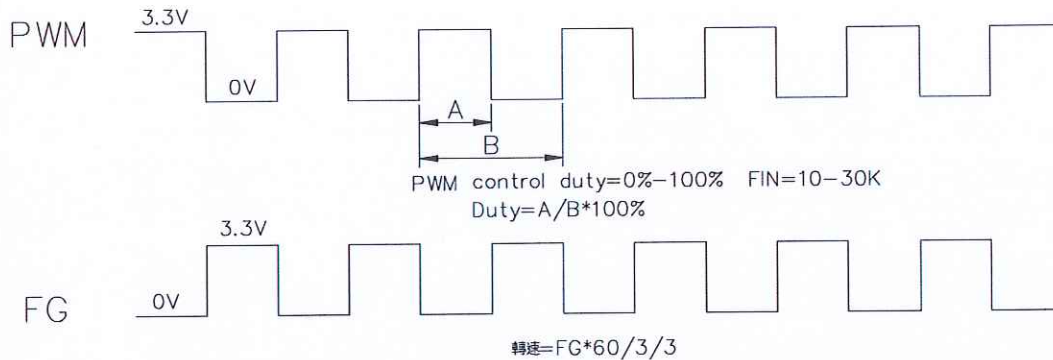 3.3V
PWM
0V
A
B
PWM control duty=0%-100% FIN=10-30K
Duty=A/B*100%
3.3V
0V
FG
轉速=FG*60/3/3